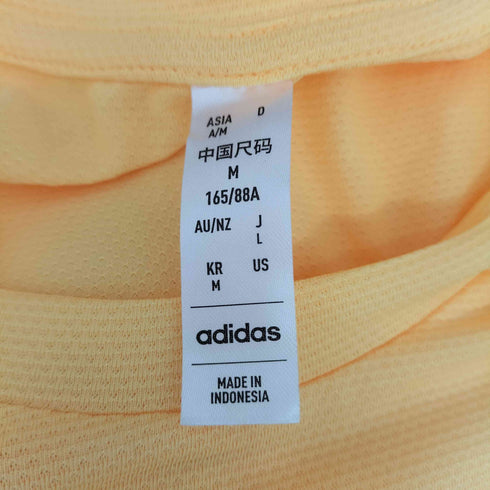 ASIA D
A/M
中国尺码
M
165/88A
AU/NZ J
L
KR US
M
adidas
MADE IN
INDONESIA